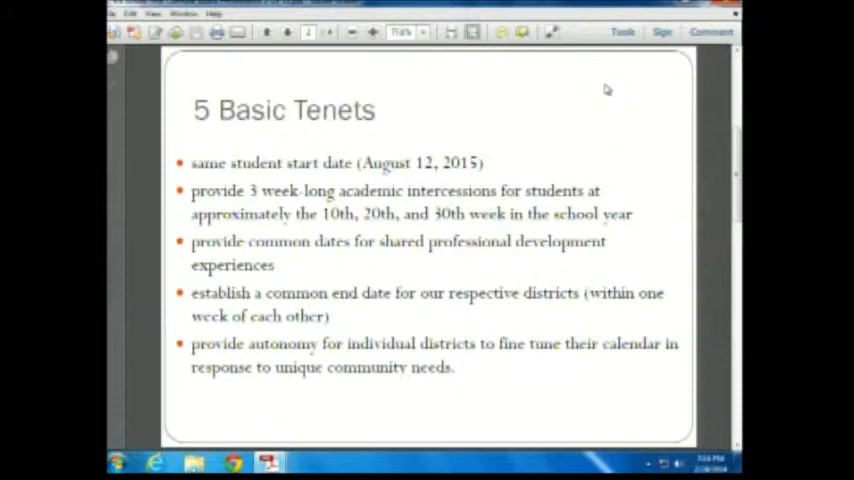 Tools Sign Comment
5 Basic Tenets
• same student start date (August 12, 2015)
• provide 3 week-long academic intercessions for students at
approximately the 10th, 20th, and 30th week in the school year
• provide common dates for shared professional development
experiences
• establish a common end date for our respective districts (within one
week of each other)
• provide autonomy for individual districts to fine tune their calendar in
response to unique community needs.